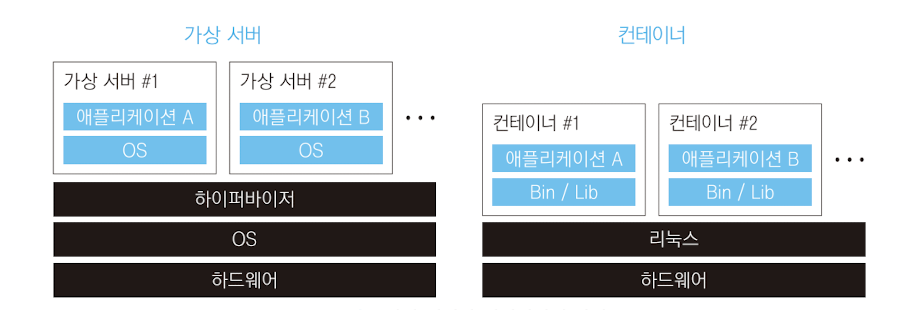 가상 서버
가상 서버 #1
애플리케이션 A
OS
가상 서버 #2
애플리케이션 B
OS
...
하이퍼바이저
OS
하드웨어
컨테이너
컨테이너 #1
애플리케이션 A
Bin / Lib
컨테이너 #2
애플리케이션 B
Bin / Lib
...
리눅스
하드웨어